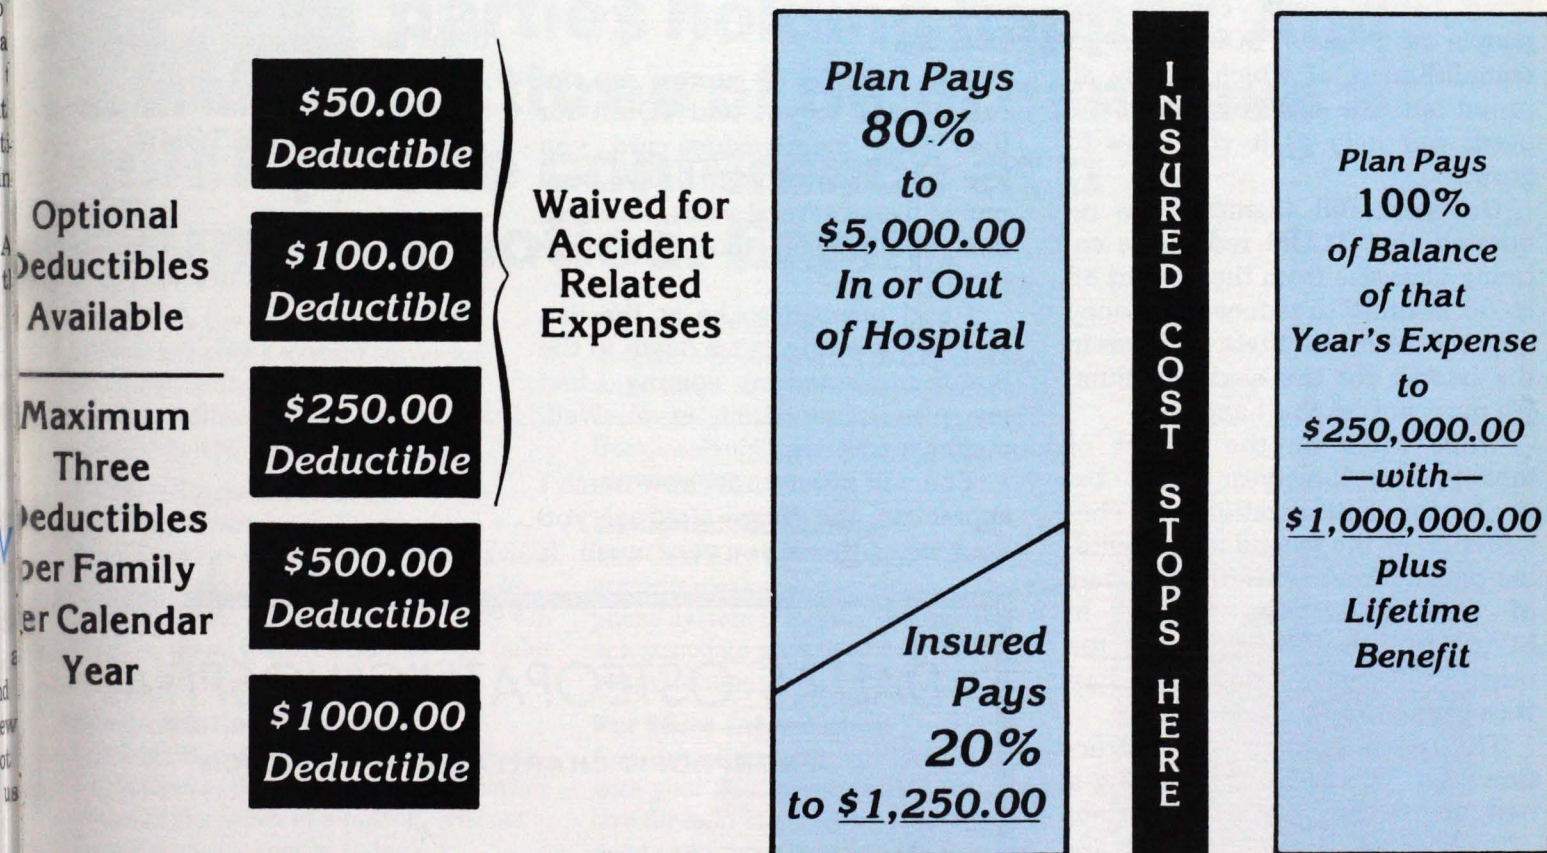 Optional
Deductibles
Available
Maximum
Three
Deductibles
per Family
per Calendar
Year
$50.00
Deductible
$100.00
Deductible
$250.00
Deductible
$500.00
Deductible
$1000.00
Deductible
Waived for
Accident
Related
Expenses
Plan Pays
80%
to
$5,000.00
In or Out
of Hospital
Insured
Pays
20%
to $1,250.00
INSURED COST STOPS HERE
Plan Pays
100%
of Balance
of that
Year's Expense
to
$250,000.00
—with—
$1,000,000.00
plus
Lifetime
Benefit